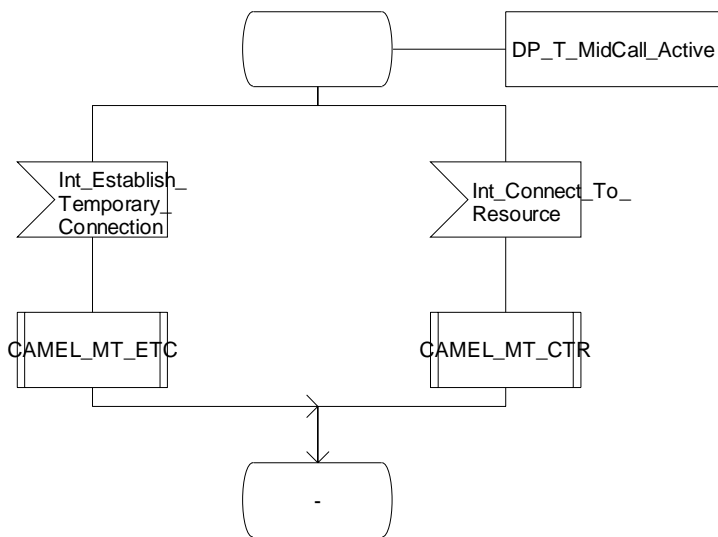 DP_T_MidCall_Active
Int_Establish_
Temporary_
Connection
Int_Connect_To_
Resource
CAMEL_MT_ETC
CAMEL_MT_CTR
-